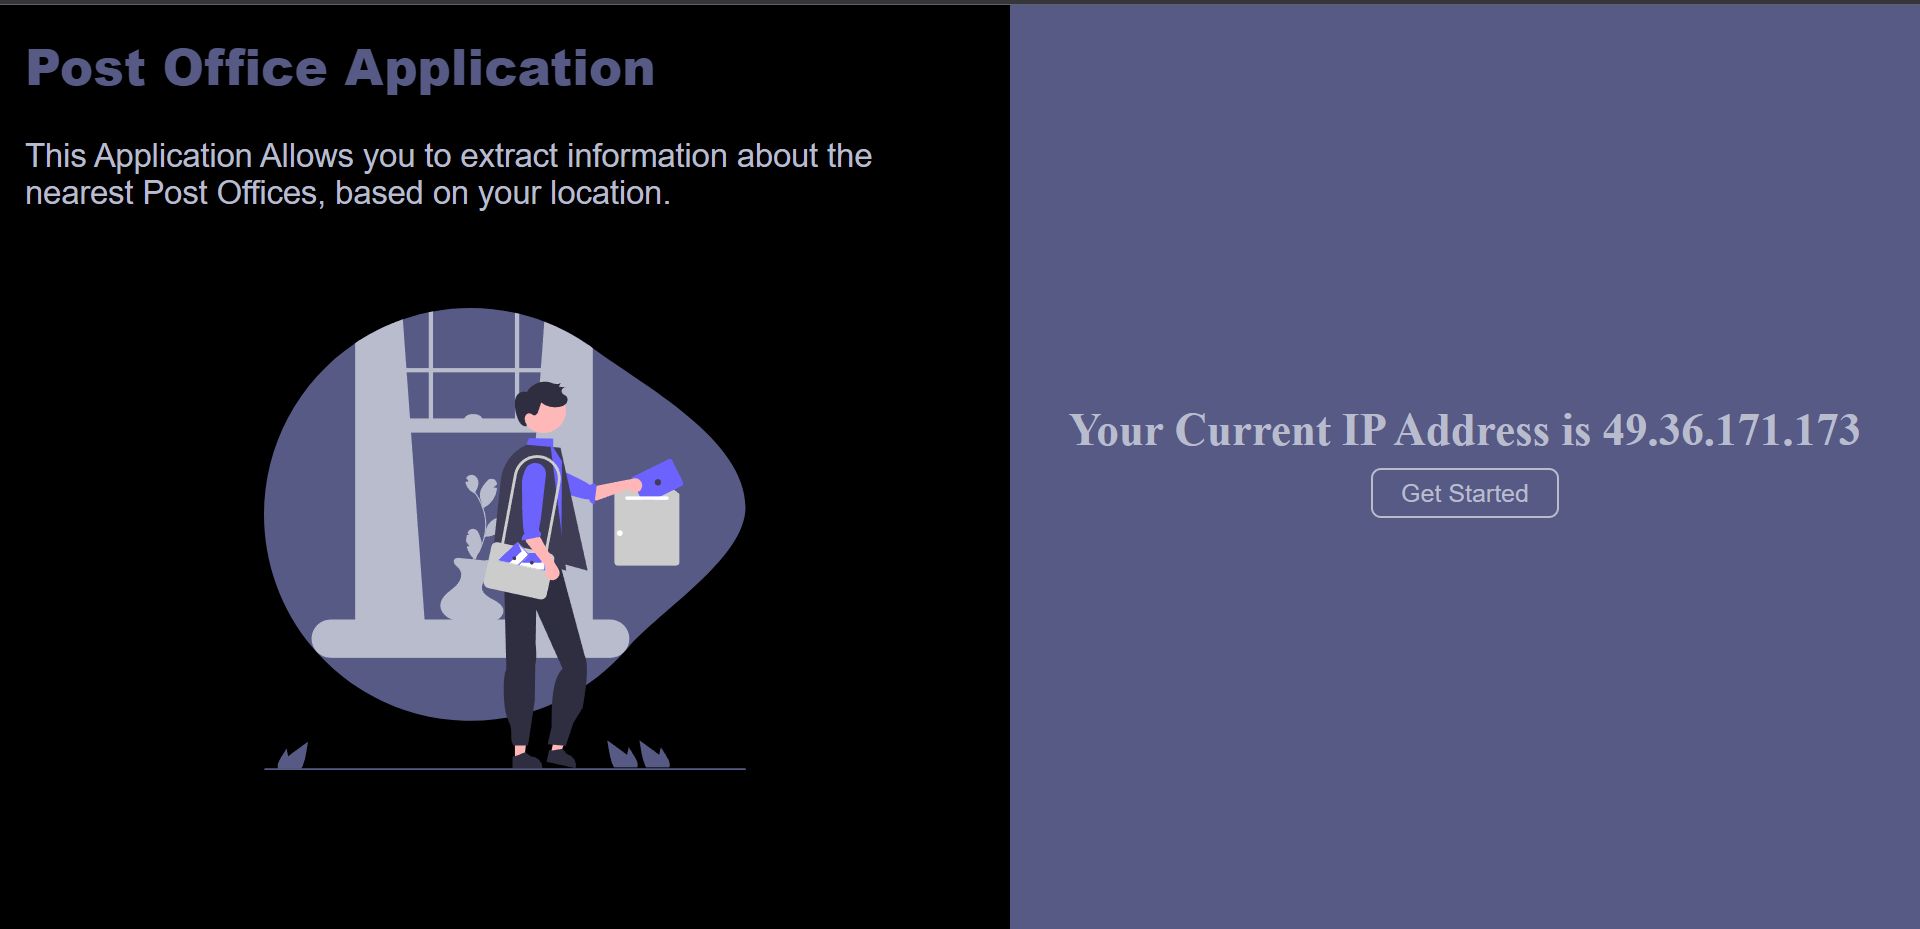 Post Office Application
This Application Allows you to extract information about the
nearest Post Offices, based on your location.
Your Current IP Address is 49.36.171.173
Get Started